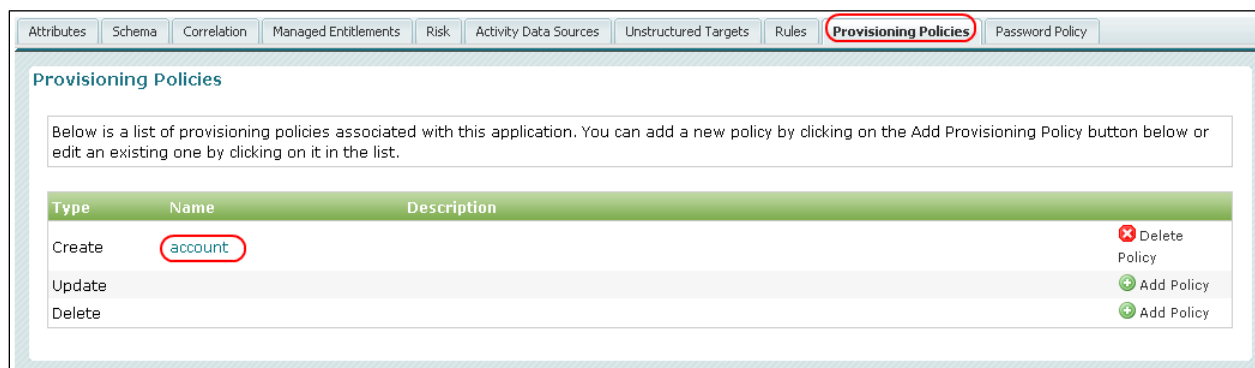 Attributes Schema Correlation Managed Entitlements Risk Activity Data Sources Unstructured Targets Rules Provisioning Policies Password Policy
Provisioning Policies
Below is a list of provisioning policies associated with this application. You can add a new policy by clicking on the Add Provisioning Policy button below or
edit an existing one by clicking on it in the list.
Type Name Description
Create account Delete
Policy
Update Add Policy
Delete Add Policy